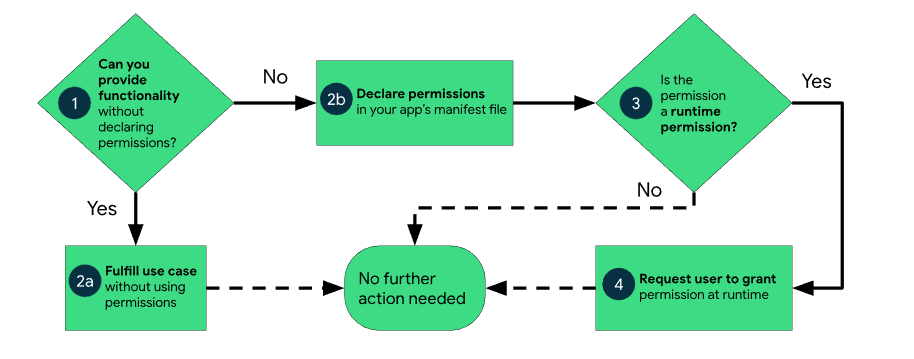 1
Can you
provide
functionality
without
declaring
permissions?
No
2b
Declare permissions
in your app's manifest file
3
Is the
permission
a runtime
permission?
Yes
Yes
No
2a
Fulfill use case
without using
permissions
No further
action needed
4
Request user to grant
permission at runtime